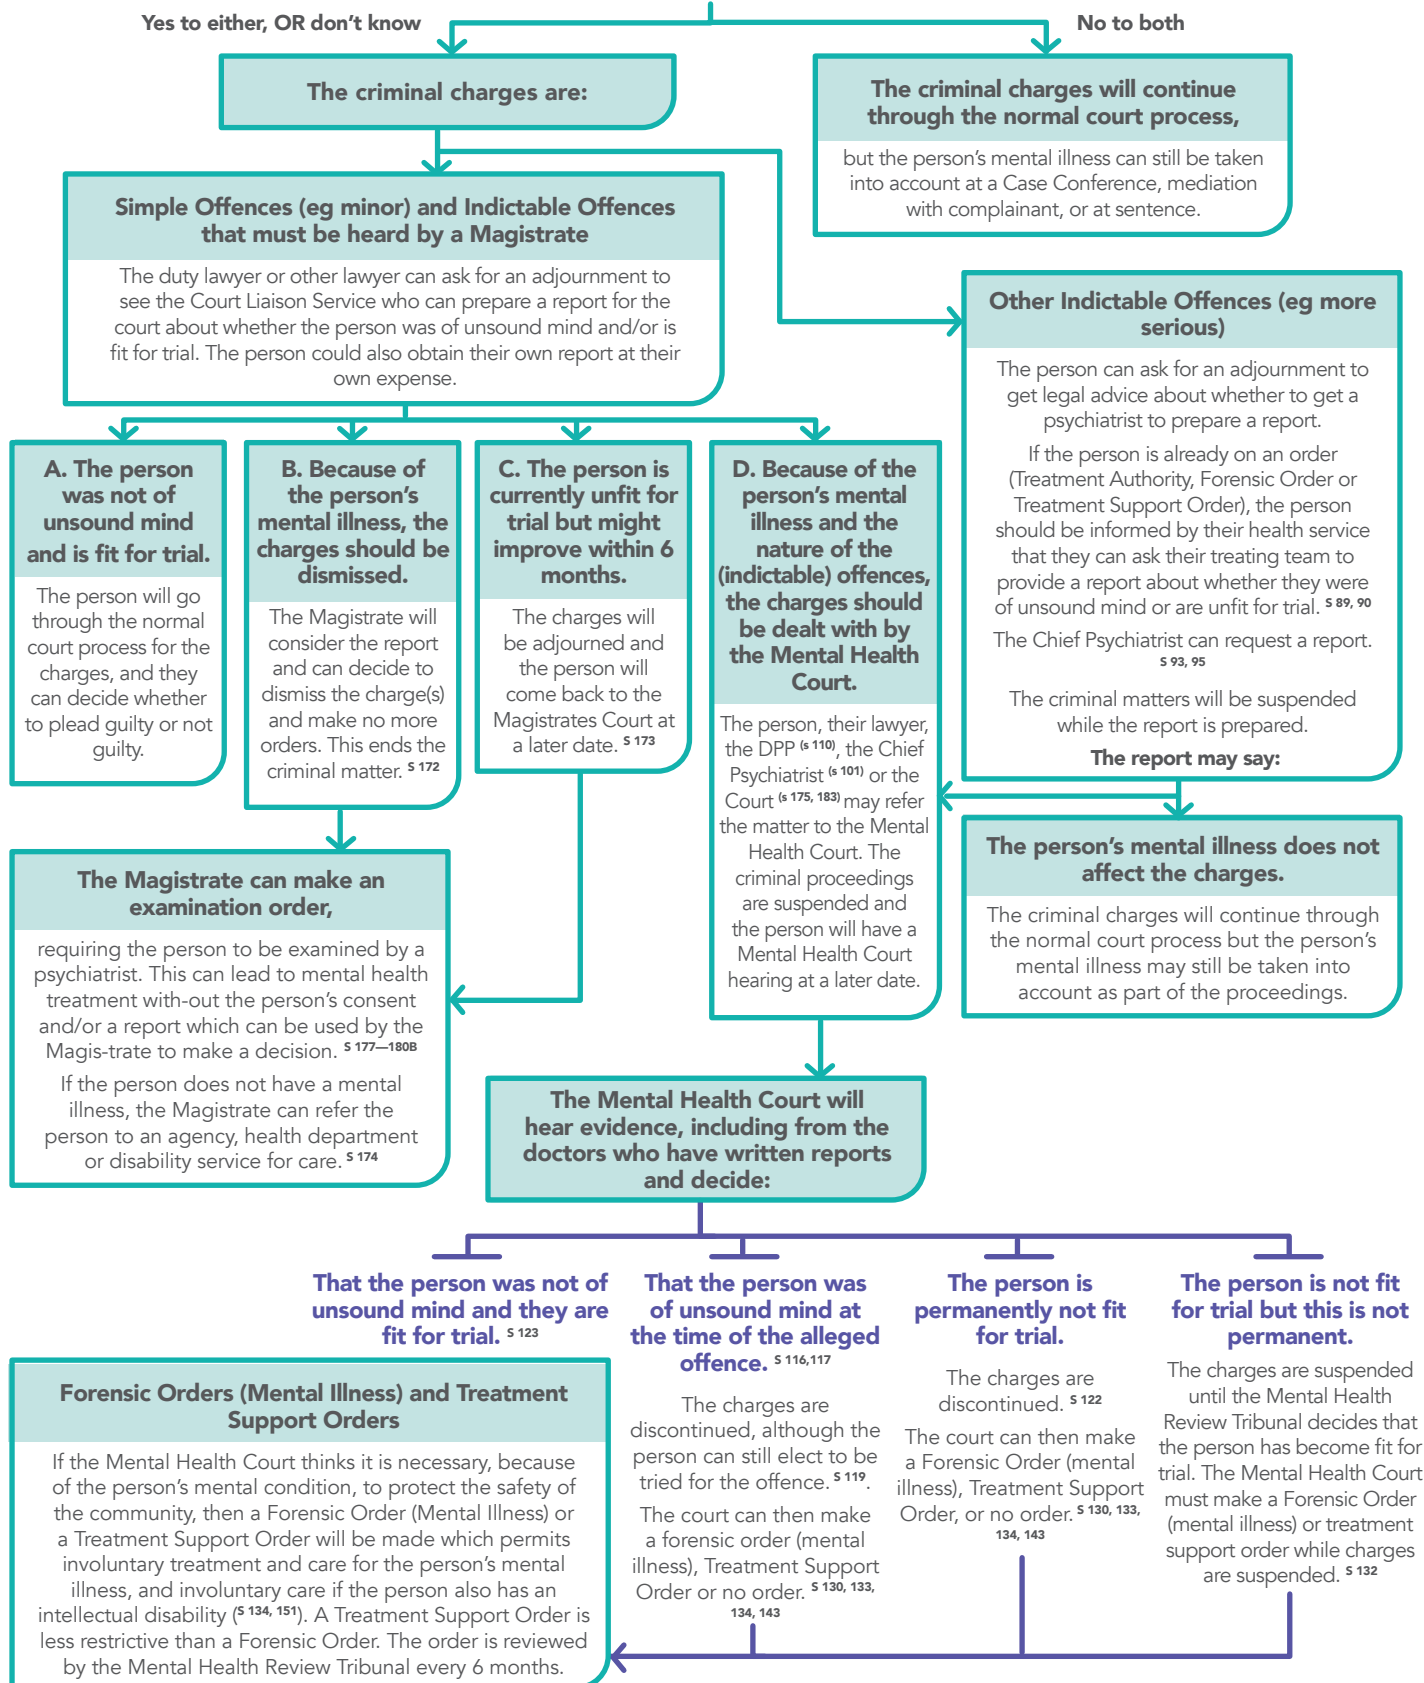 Yes to either, OR don't know
No to both
The criminal charges are:
The criminal charges will continue
through the normal court process,
but the person's mental illness can still be taken
into account at a Case Conference, mediation
with complainant, or at sentence.
Simple Offences (eg minor) and Indictable Offences
that must be heard by a Magistrate
The duty lawyer or other lawyer can ask for an adjournment to
see the Court Liaison Service who can prepare a report for the
court about whether the person was of unsound mind and/or is
fit for trial. The person could also obtain their own report at their
own expense.
Other Indictable Offences (eg more
serious)
The person can ask for an adjournment to
get legal advice about whether to get a
psychiatrist to prepare a report.
If the person is already on an order
(Treatment Authority, Forensic Order or
Treatment Support Order), the person
should be informed by their health service
that they can ask their treating team to
provide a report about whether they were
of unsound mind or are unfit for trial. S 89, 90
The Chief Psychiatrist can request a report.
S 93, 95
The criminal matters will be suspended
while the report is prepared.
The report may say:
A. The person
was not of
unsound mind
and is fit for trial.
The person will go
through the normal
court process for the
charges, and they
can decide whether
to plead guilty or not
guilty.
B. Because of
the person's
mental illness, the
charges should be
dismissed.
The Magistrate will
consider the report
and can decide to
dismiss the charge(s)
and make no more
orders. This ends the
criminal matter. S 172
C. The person is
currently unfit for
trial but might
improve within 6
months.
The charges will
be adjourned and
the person will
come back to the
Magistrates Court at
a later date. S 173
D. Because of the
person's mental
illness and the
nature of the
(indictable) offences,
the charges should
be dealt with by
the Mental Health
Court.
The person, their lawyer,
the DPP (s 110), the Chief
Psychiatrist (s 101) or the
Court (s 175, 183) may refer
the matter to the Mental
Health Court. The
criminal proceedings
are suspended and
the person will have a
Mental Health Court
hearing at a later date.
The person's mental illness does not
affect the charges.
The criminal charges will continue through
the normal court process but the person's
mental illness may still be taken into
account as part of the proceedings.
The Magistrate can make an
examination order,
requiring the person to be examined by a
psychiatrist. This can lead to mental health
treatment with-out the person's consent
and/or a report which can be used by the
Magis-trate to make a decision. S 177—180B
If the person does not have a mental
illness, the Magistrate can refer the
person to an agency, health department
or disability service for care. S 174
The Mental Health Court will
hear evidence, including from the
doctors who have written reports
and decide:
That the person was not of
unsound mind and they are
fit for trial. S 123
That the person was
of unsound mind at
the time of the alleged
offence. S 116,117
The charges are
discontinued, although the
person can still elect to be
tried for the offence. S 119.
The court can then make
a forensic order (mental
illness), Treatment Support
Order or no order. S 130, 133,
134, 143
The person is
permanently not fit
for trial.
The charges are
discontinued. S 122
The court can then make
a Forensic Order (mental
illness), Treatment Support
Order, or no order. S 130, 133,
134, 143
The person is not fit
for trial but this is not
permanent.
The charges are suspended
until the Mental Health
Review Tribunal decides that
the person has become fit for
trial. The Mental Health Court
must make a Forensic Order
(mental illness) or treatment
support order while charges
are suspended. S 132
Forensic Orders (Mental Illness) and Treatment
Support Orders
If the Mental Health Court thinks it is necessary, because
of the person's mental condition, to protect the safety of
the community, then a Forensic Order (Mental Illness) or
a Treatment Support Order will be made which permits
involuntary treatment and care for the person's mental
illness, and involuntary care if the person also has an
intellectual disability (S 134, 151). A Treatment Support Order is
less restrictive than a Forensic Order. The order is reviewed
by the Mental Health Review Tribunal every 6 months.